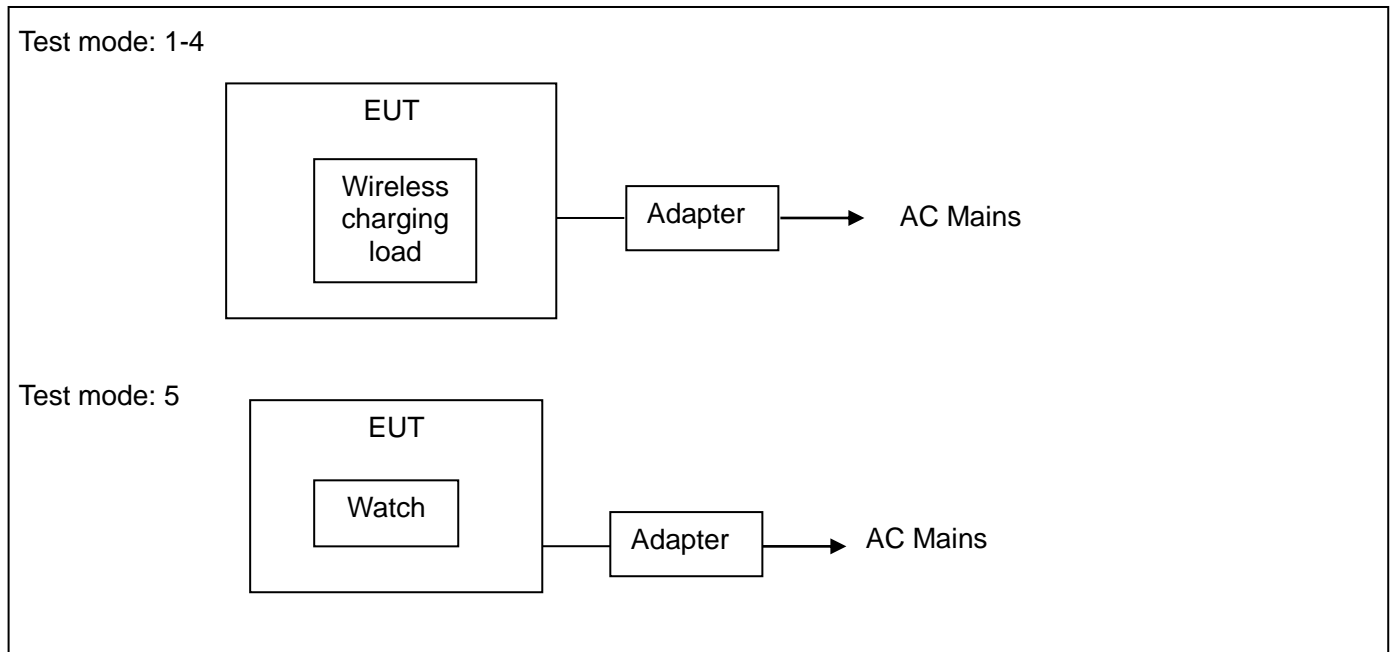 Test mode: 1-4
EUT
Wireless
charging
load
Adapter
AC Mains
Test mode: 5
EUT
Watch
Adapter
AC Mains